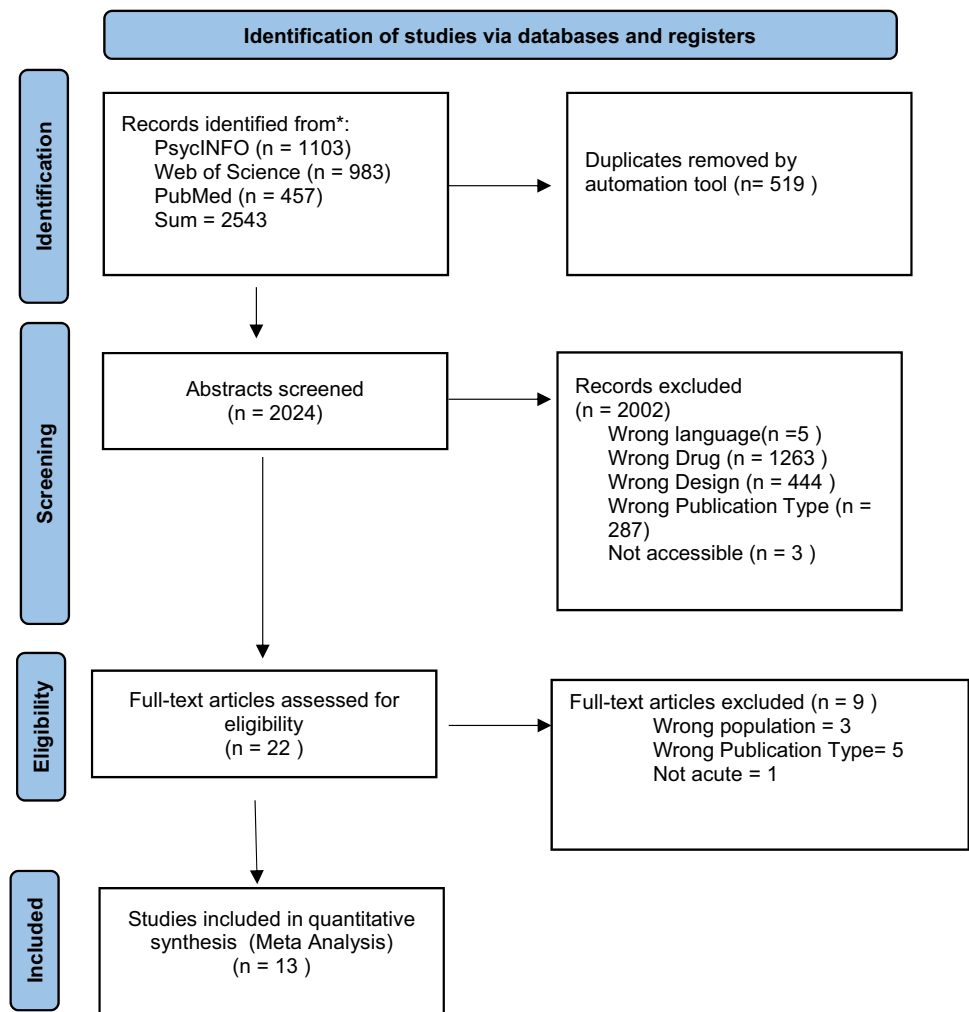 Identification of studies via databases and registers
Identification
Records identified from*:
PsycINFO (n = 1103)
Web of Science (n = 983)
PubMed (n = 457)
Sum = 2543
Duplicates removed by
automation tool (n= 519 )
Screening
Abstracts screened
(n = 2024)
Records excluded
(n = 2002)
Wrong language(n =5 )
Wrong Drug (n = 1263 )
Wrong Design (n = 444 )
Wrong Publication Type (n =
287)
Not accessible (n = 3 )
Eligibility
Full-text articles assessed for
eligibility
(n = 22 )
Full-text articles excluded (n = 9 )
Wrong population = 3
Wrong Publication Type= 5
Not acute = 1
Included
Studies included in quantitative
synthesis  (Meta Analysis)
(n = 13 )